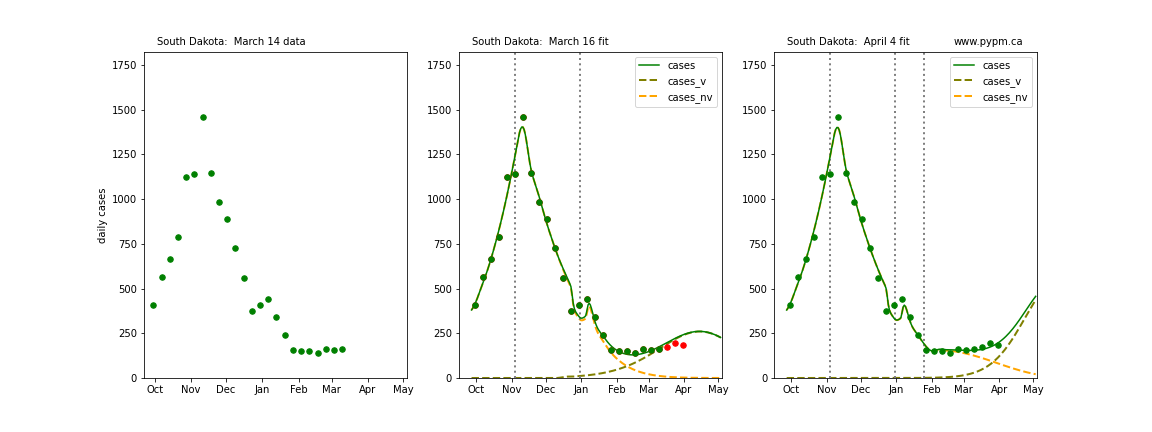 South Dakota:  March 14 data
daily cases
1750
1500
1250
1000
750
500
250
0
Oct Nov Dec Jan Feb Mar Apr May
South Dakota:  March 16 fit
cases
cases_v
cases_nv
1750
1500
1250
1000
750
500
250
0
Oct Nov Dec Jan Feb Mar Apr May
South Dakota:  April 4 fit www.pypm.ca
cases
cases_v
cases_nv
1750
1500
1250
1000
750
500
250
0
Oct Nov Dec Jan Feb Mar Apr May